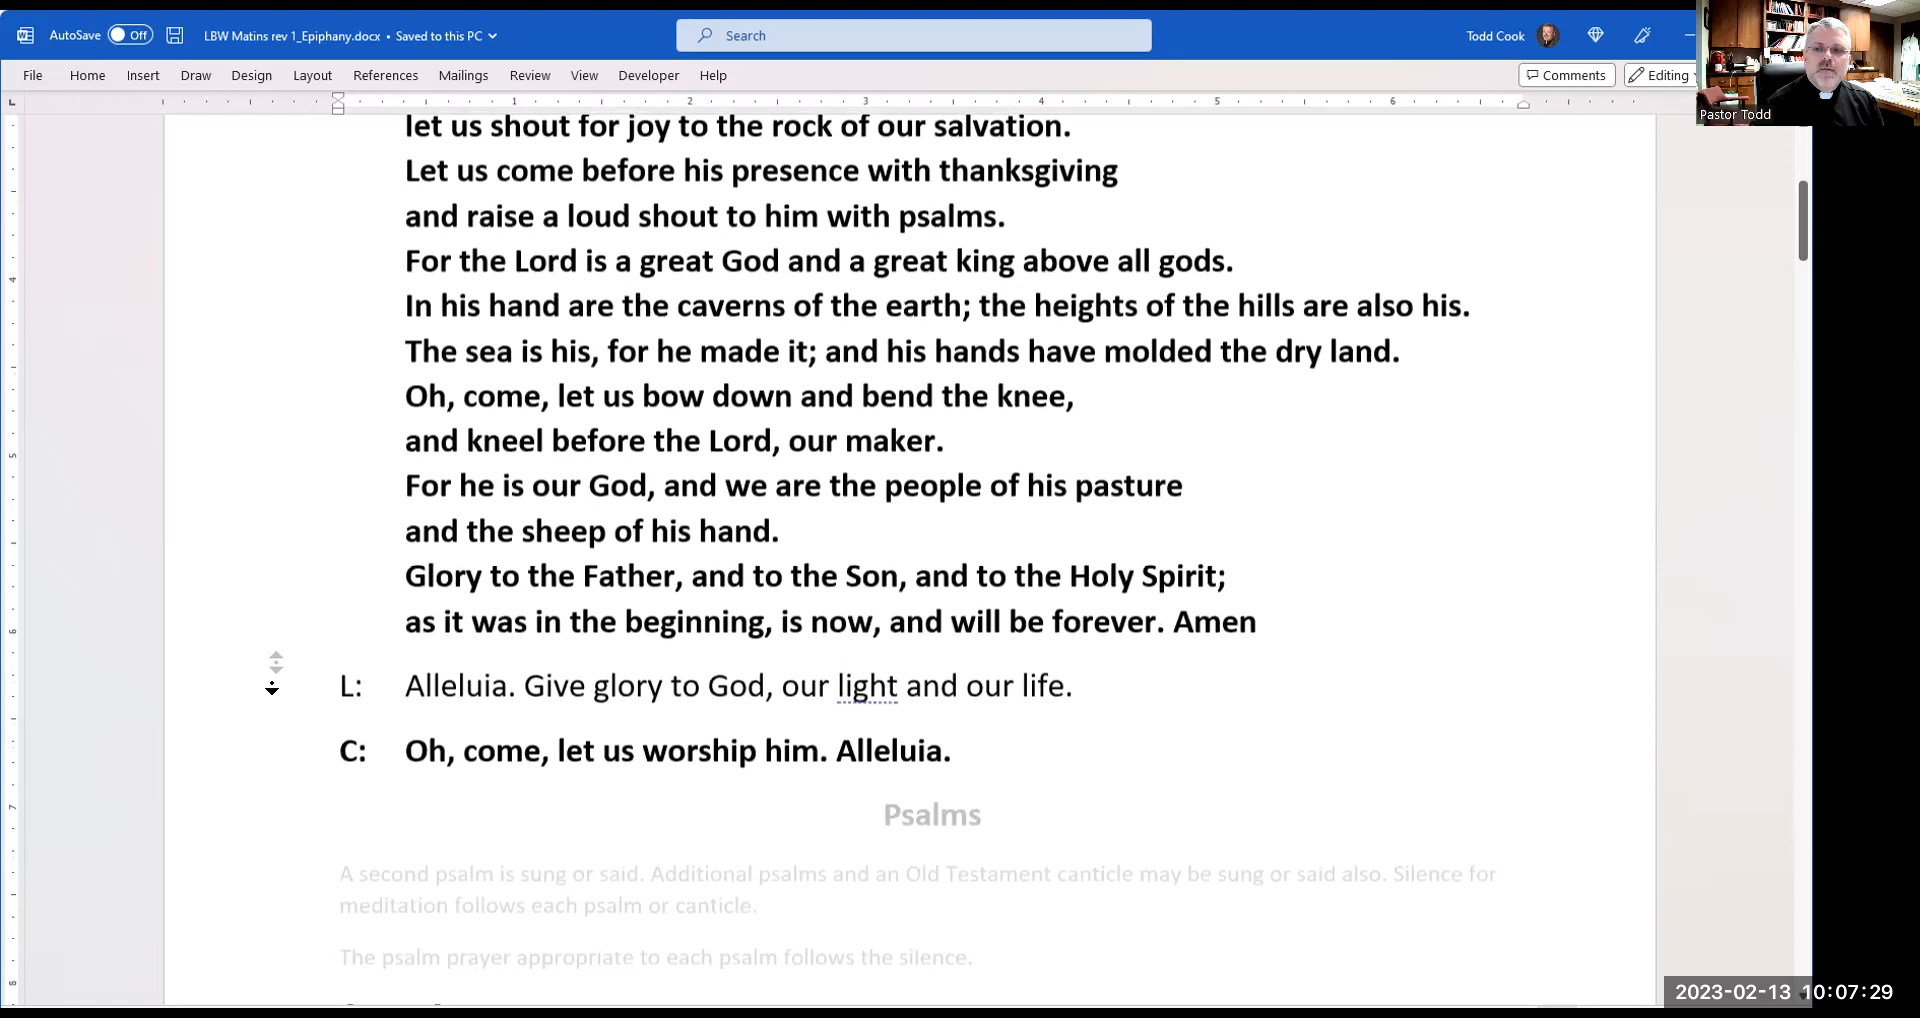 AutoSave Off LBW Matins rev 1_Epiphany.docx • Saved to this PC Search Todd Cook
File Home Insert Draw Design Layout References Mailings Review View Developer Help Comments Editing
Pastor Todd
1 2 3 4 5 6
let us shout for joy to the rock of our salvation.
Let us come before his presence with thanksgiving
and raise a loud shout to him with psalms.
For the Lord is a great God and a great king above all gods.
4
In his hand are the caverns of the earth; the heights of the hills are also his.
The sea is his, for he made it; and his hands have molded the dry land.
Oh, come, let us bow down and bend the knee,
and kneel before the Lord, our maker.
5
For he is our God, and we are the people of his pasture
and the sheep of his hand.
Glory to the Father, and to the Son, and to the Holy Spirit;
as it was in the beginning, is now, and will be forever. Amen
6
L: Alleluia. Give glory to God, our light and our life.
C: Oh, come, let us worship him. Alleluia.
7
Psalms
A second psalm is sung or said. Additional psalms and an Old Testament canticle may be sung or said also. Silence for
meditation follows each psalm or canticle.
The psalm prayer appropriate to each psalm follows the silence.
8
2023-02-13 10:07:29